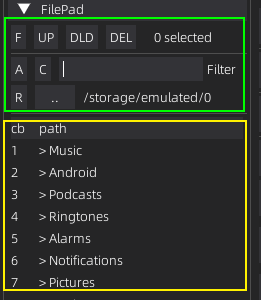 ▼ FilePad
F UP DLD DEL 0 selected
A C Filter
R .. /storage/emulated/0
cb path
1 > Music
2 > Android
3 > Podcasts
4 > Ringtones
5 > Alarms
6 > Notifications
7 > Pictures